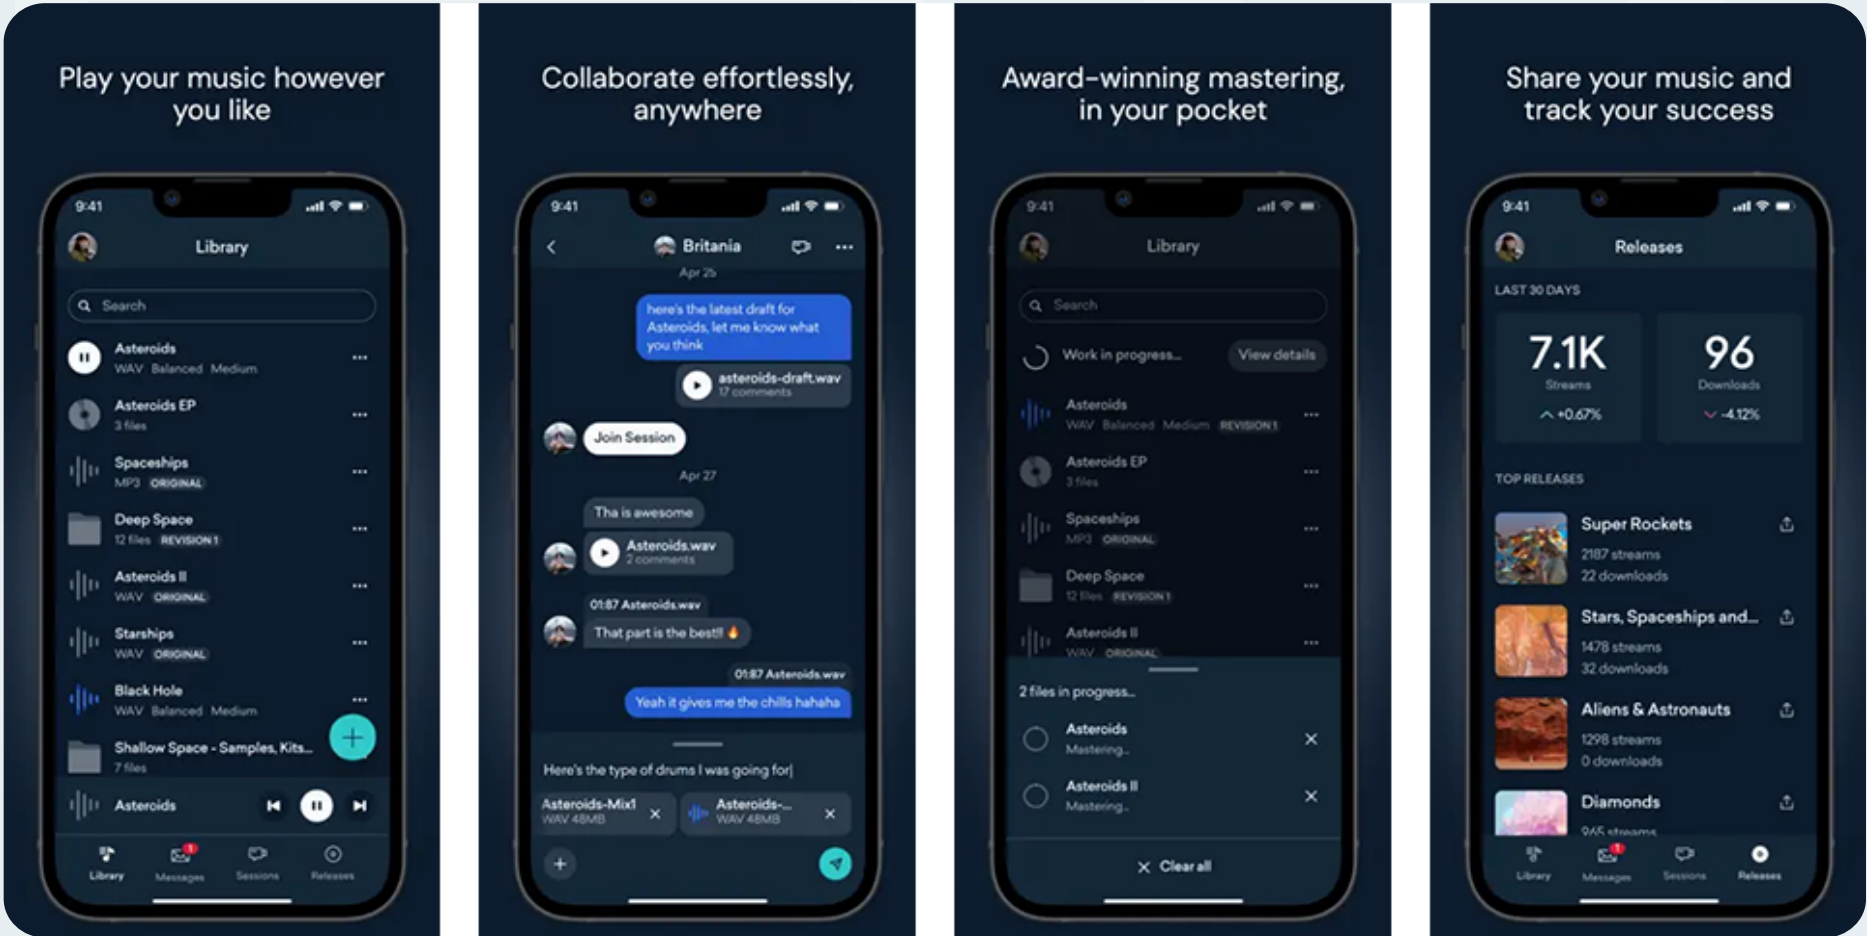 Play your music however
you like
9:41
Library
Search
Asteroids
WAV Balanced Medium
Asteroids EP
3 files
Spaceships
MP3 ORIGINAL
Deep Space
12 files REVISION 1
Asteroids II
WAV ORIGINAL
Starships
WAV ORIGINAL
Black Hole
WAV Balanced Medium
Shallow Space - Samples, Kits...
7 files
Asteroids
1
Library Messages Sessions Releases
Collaborate effortlessly,
anywhere
9:41
Britania
Apr 25
here's the latest draft for
Asteroids, let me know what
you think
asteroids-draft.wav
17 comments
Join Session
Apr 27
Tha is awesome
Asteroids.wav
2 comments
01:87 Asteroids.wav
That part is the best!! 🔥
01:87 Asteroids.wav
Yeah it gives me the chills hahaha
Here's the type of drums I was going for
Asteroids-Mix1
WAV 48MB
Asteroids-...
WAV 48MB
Award-winning mastering,
in your pocket
9:41
Library
Search
Work in progress... View details
Asteroids
WAV Balanced Medium REVISION 1
Asteroids EP
3 files
Spaceships
MP3 ORIGINAL
Deep Space
12 files REVISION 1
Asteroids II
WAV ORIGINAL
2 files in progress...
Asteroids
Mastering...
Asteroids II
Mastering...
Clear all
Share your music and
track your success
9:41
Releases
LAST 30 DAYS
7.1K
Streams
+0.67%
96
Downloads
-4.12%
TOP RELEASES
Super Rockets
2187 streams
22 downloads
Stars, Spaceships and...
1478 streams
32 downloads
Aliens & Astronauts
1298 streams
0 downloads
Diamonds
965 streams
1
Library Messages Sessions Releases